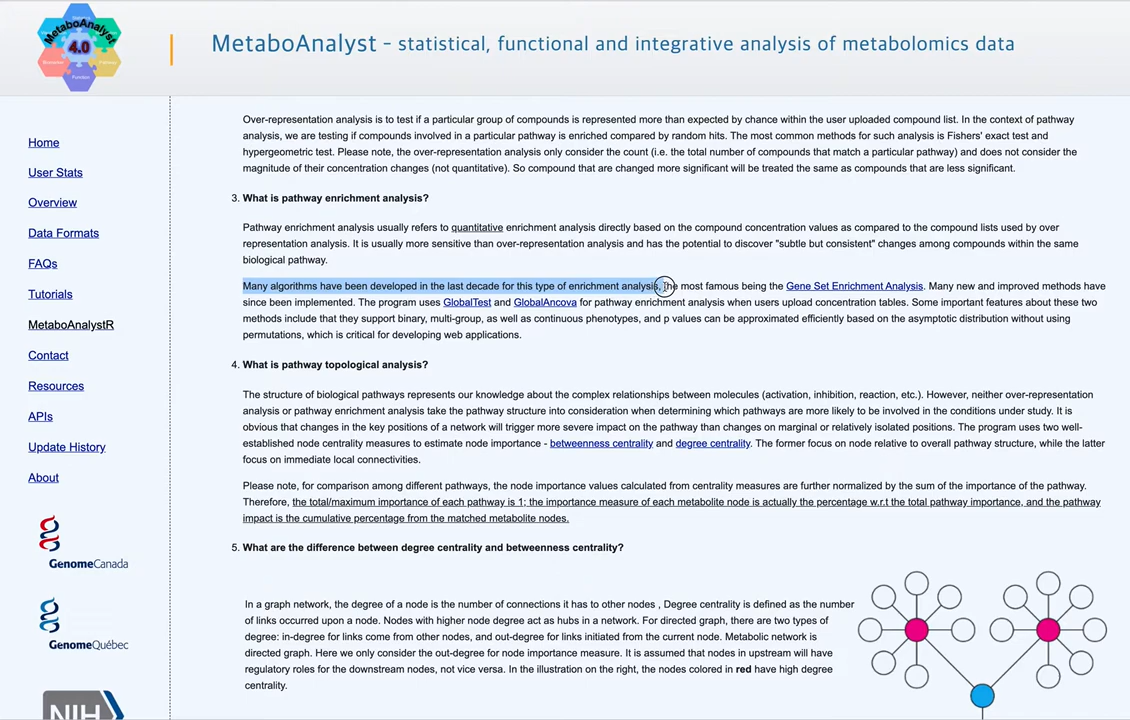 MetaboAnalyst
4.0
Biomarker
Pathway
Function
MetaboAnalyst - statistical, functional and integrative analysis of metabolomics data
Home
User Stats
Overview
Data Formats
FAQs
Tutorials
MetaboAnalystR
Contact
Resources
APIs
Update History
About
GenomeCanada
GenomeQuébec
NIH
Over-representation analysis is to test if a particular group of compounds is represented more than expected by chance within the user uploaded compound list. In the context of pathway
analysis, we are testing if compounds involved in a particular pathway is enriched compared by random hits. The most common methods for such analysis is Fishers' exact test and
hypergeometric test. Please note, the over-representation analysis only consider the count (i.e. the total number of compounds that match a particular pathway) and does not consider the
magnitude of their concentration changes (not quantitative). So compound that are changed more significant will be treated the same as compounds that are less significant.
3. What is pathway enrichment analysis?
Pathway enrichment analysis usually refers to quantitative enrichment analysis directly based on the compound concentration values as compared to the compound lists used by over
representation analysis. It is usually more sensitive than over-representation analysis and has the potential to discover "subtle but consistent" changes among compounds within the same
biological pathway.
Many algorithms have been developed in the last decade for this type of enrichment analysis, the most famous being the Gene Set Enrichment Analysis. Many new and improved methods have
since been implemented. The program uses GlobalTest and GlobalAncova for pathway enrichment analysis when users upload concentration tables. Some important features about these two
methods include that they support binary, multi-group, as well as continuous phenotypes, and p values can be approximated efficiently based on the asymptotic distribution without using
permutations, which is critical for developing web applications.
4. What is pathway topological analysis?
The structure of biological pathways represents our knowledge about the complex relationships between molecules (activation, inhibition, reaction, etc.). However, neither over-representation
analysis or pathway enrichment analysis take the pathway structure into consideration when determining which pathways are more likely to be involved in the conditions under study. It is
obvious that changes in the key positions of a network will trigger more severe impact on the pathway than changes on marginal or relatively isolated positions. The program uses two well-
established node centrality measures to estimate node importance - betweenness centrality and degree centrality. The former focus on node relative to overall pathway structure, while the latter
focus on immediate local connectivities.
Please note, for comparison among different pathways, the node importance values calculated from centrality measures are further normalized by the sum of the importance of the pathway.
Therefore, the total/maximum importance of each pathway is 1; the importance measure of each metabolite node is actually the percentage w.r.t the total pathway importance, and the pathway
impact is the cumulative percentage from the matched metabolite nodes.
5. What are the difference between degree centrality and betweenness centrality?
In a graph network, the degree of a node is the number of connections it has to other nodes , Degree centrality is defined as the number
of links occurred upon a node. Nodes with higher node degree act as hubs in a network. For directed graph, there are two types of
degree: in-degree for links come from other nodes, and out-degree for links initiated from the current node. Metabolic network is
directed graph. Here we only consider the out-degree for node importance measure. It is assumed that nodes in upstream will have
regulatory roles for the downstream nodes, not vice versa. In the illustration on the right, the nodes colored in red have high degree
centrality.